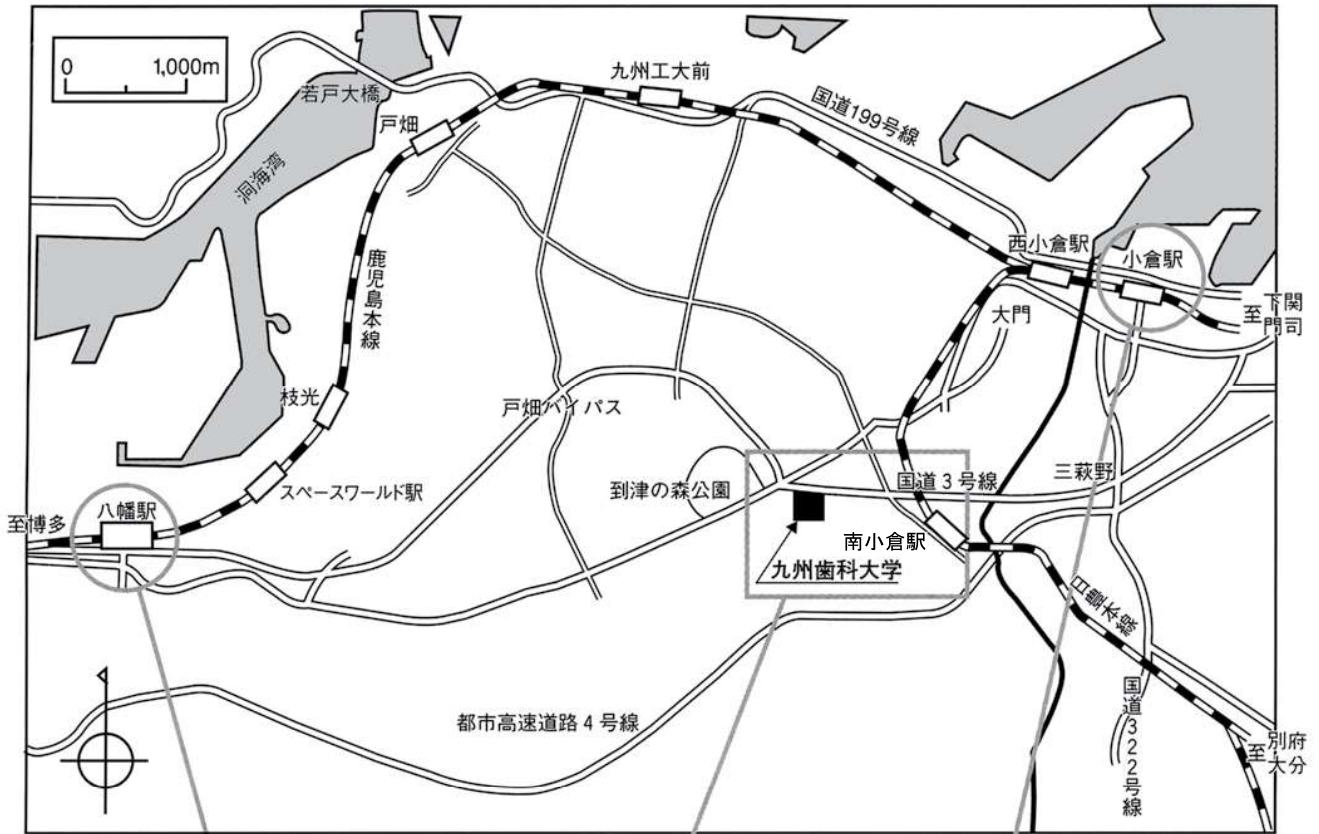 0 1,000m
若戸大橋
戸畑
九州工大前
国道199号線
洞海湾
鹿児島本線
西小倉駅
小倉駅
大門
至下関
門司
枝光
戸畑バイパス
スペースワールド駅
到津の森公園
国道3号線
三萩野
至博多
八幡駅
南小倉駅
九州歯科大学
日豊本線
都市高速道路4号線
国道322号線
至別府
大分